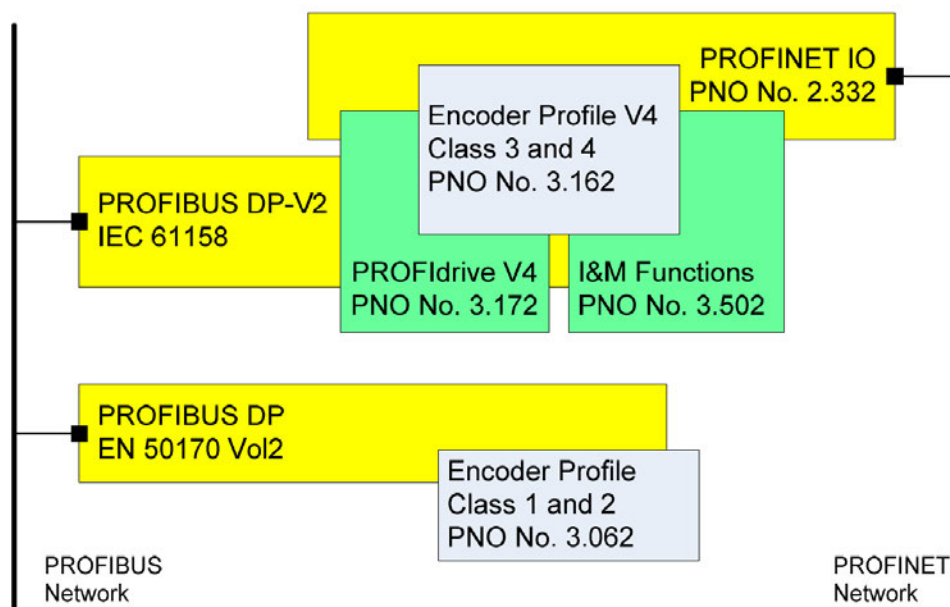 PROFINET IO
PNO No. 2.332
Encoder Profile V4
Class 3 and 4
PNO No. 3.162
PROFIBUS DP-V2
IEC 61158
PROFIdrive V4
PNO No. 3.172
I&M Functions
PNO No. 3.502
PROFIBUS DP
EN 50170 Vol2
Encoder Profile
Class 1 and 2
PNO No. 3.062
PROFIBUS
Network
PROFINET
Network